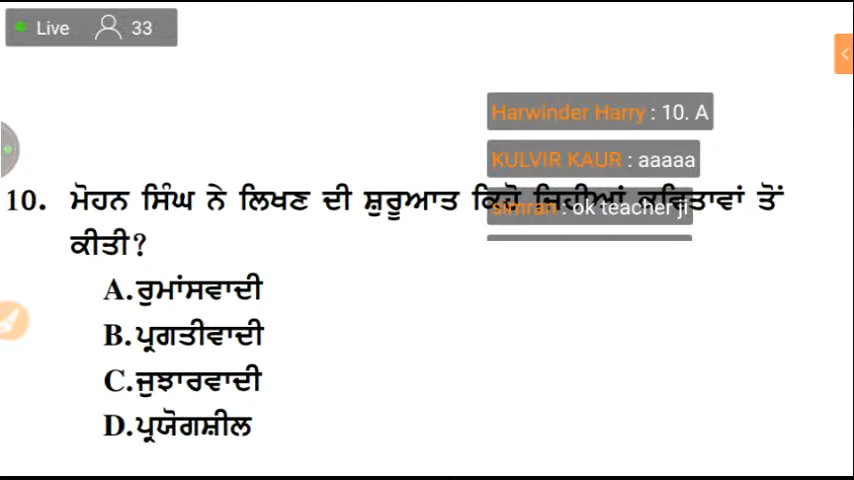 Live 33
Harwinder Harry : 10. A
KULVIR KAUR : aaaaa
10. ਮੋਹਨ ਸਿੰਘ ਨੇ ਲਿਖਣ ਦੀ ਸ਼ੁਰੂਆਤ ਕਿਹੋ ਜਿਹੀਆਂ ਕਵਿਤਾਵਾਂ ਤੋਂ
simran : ok teacher ji
ਕੀਤੀ?
A.ਰੁਮਾਂਸਵਾਦੀ
B.ਪ੍ਰਗਤੀਵਾਦੀ
C.ਜੁਝਾਰਵਾਦੀ
D.ਪ੍ਰਯੋਗਸ਼ੀਲ